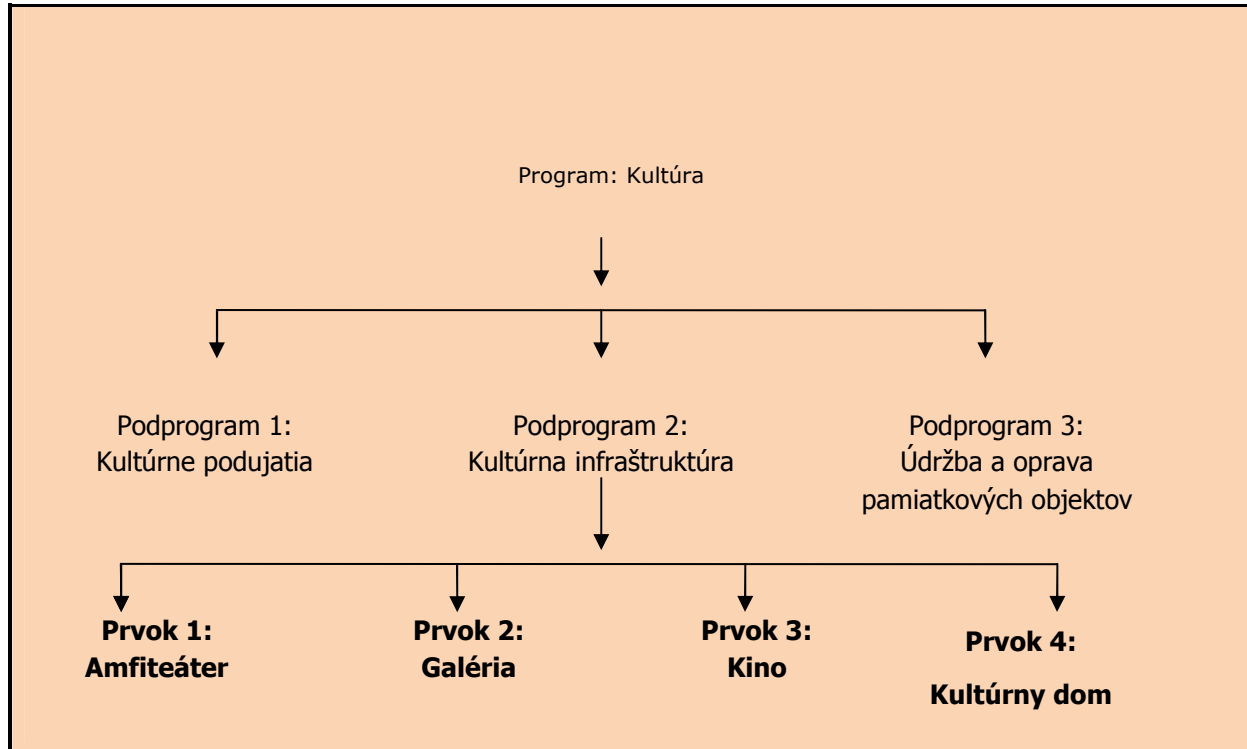 Program: Kultúra
Podprogram 1:
Kultúrne podujatia
Podprogram 2:
Kultúrna infraštruktúra
Podprogram 3:
Údržba a oprava
pamiatkových objektov
Prvok 1:
Amfiteáter
Prvok 2:
Galéria
Prvok 3:
Kino
Prvok 4:
Kultúrny dom